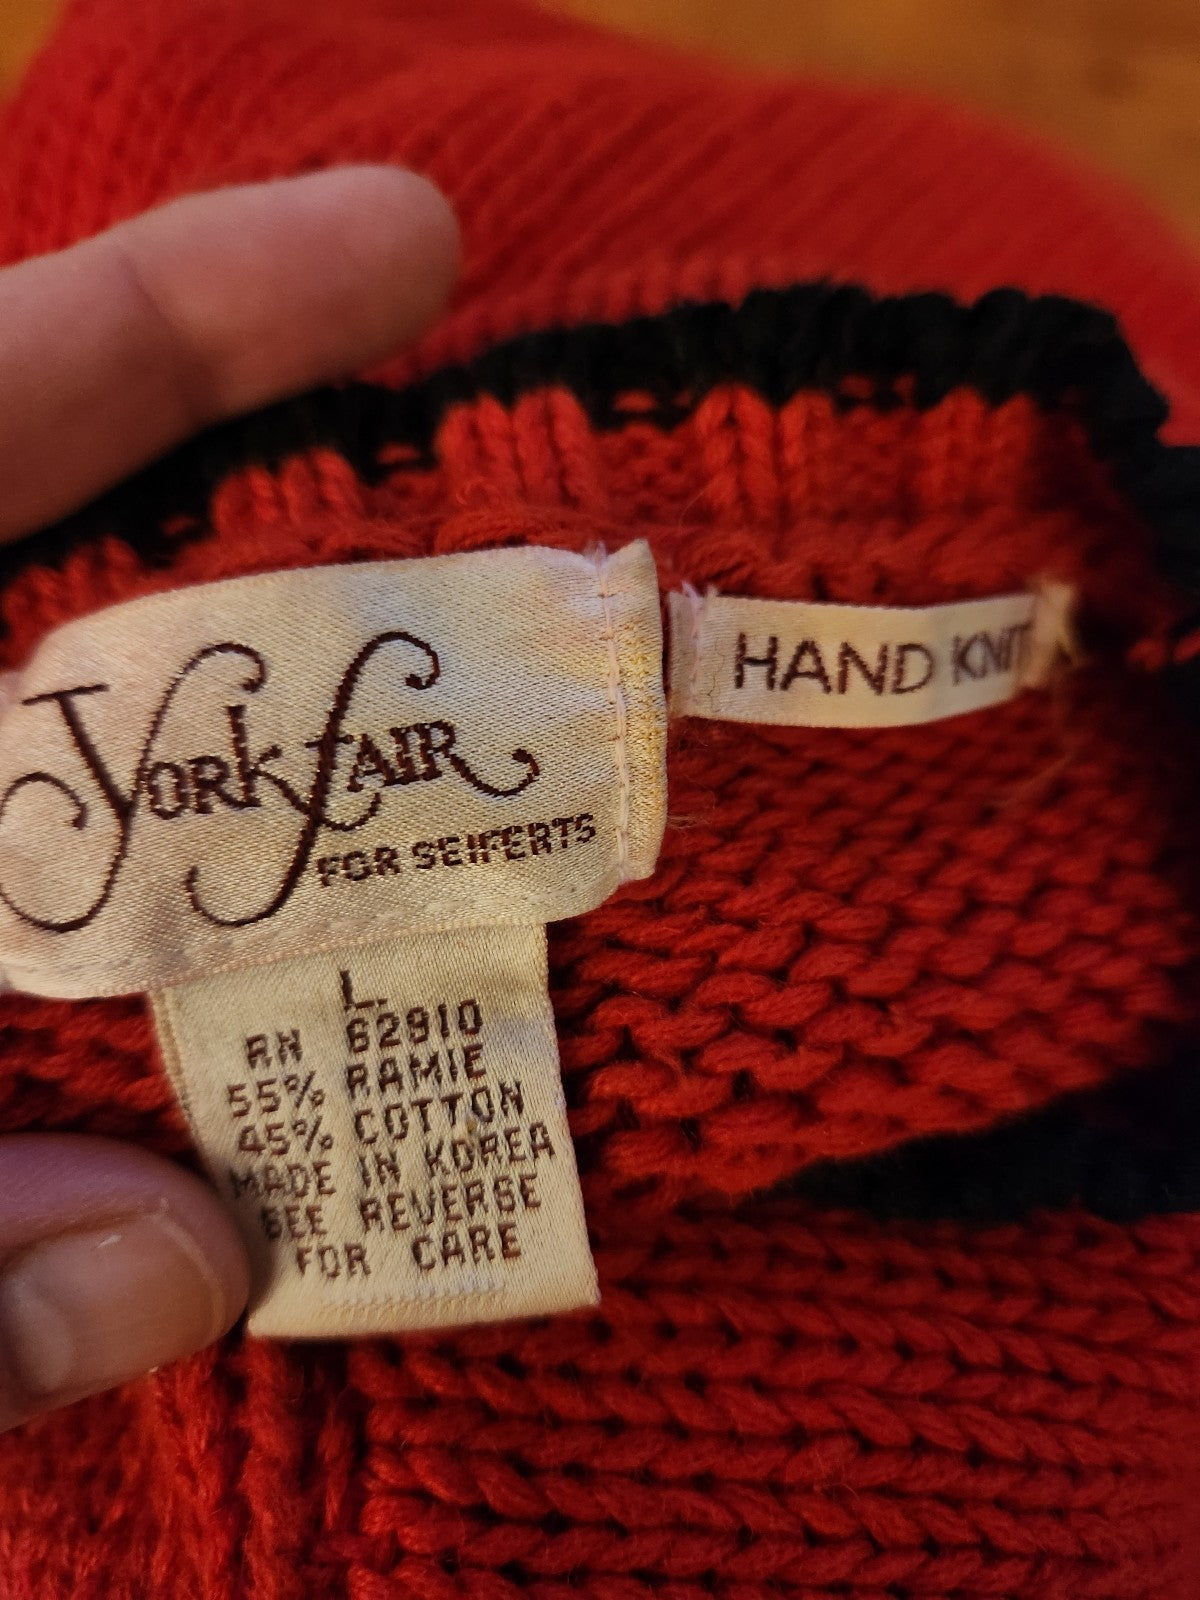 York fAIR
FOR SEIFERTS
HAND KNIT
L.
RN 62910
55% RAMIE
45% COTTON
MADE IN KOREA
SEE REVERSE
FOR CARE